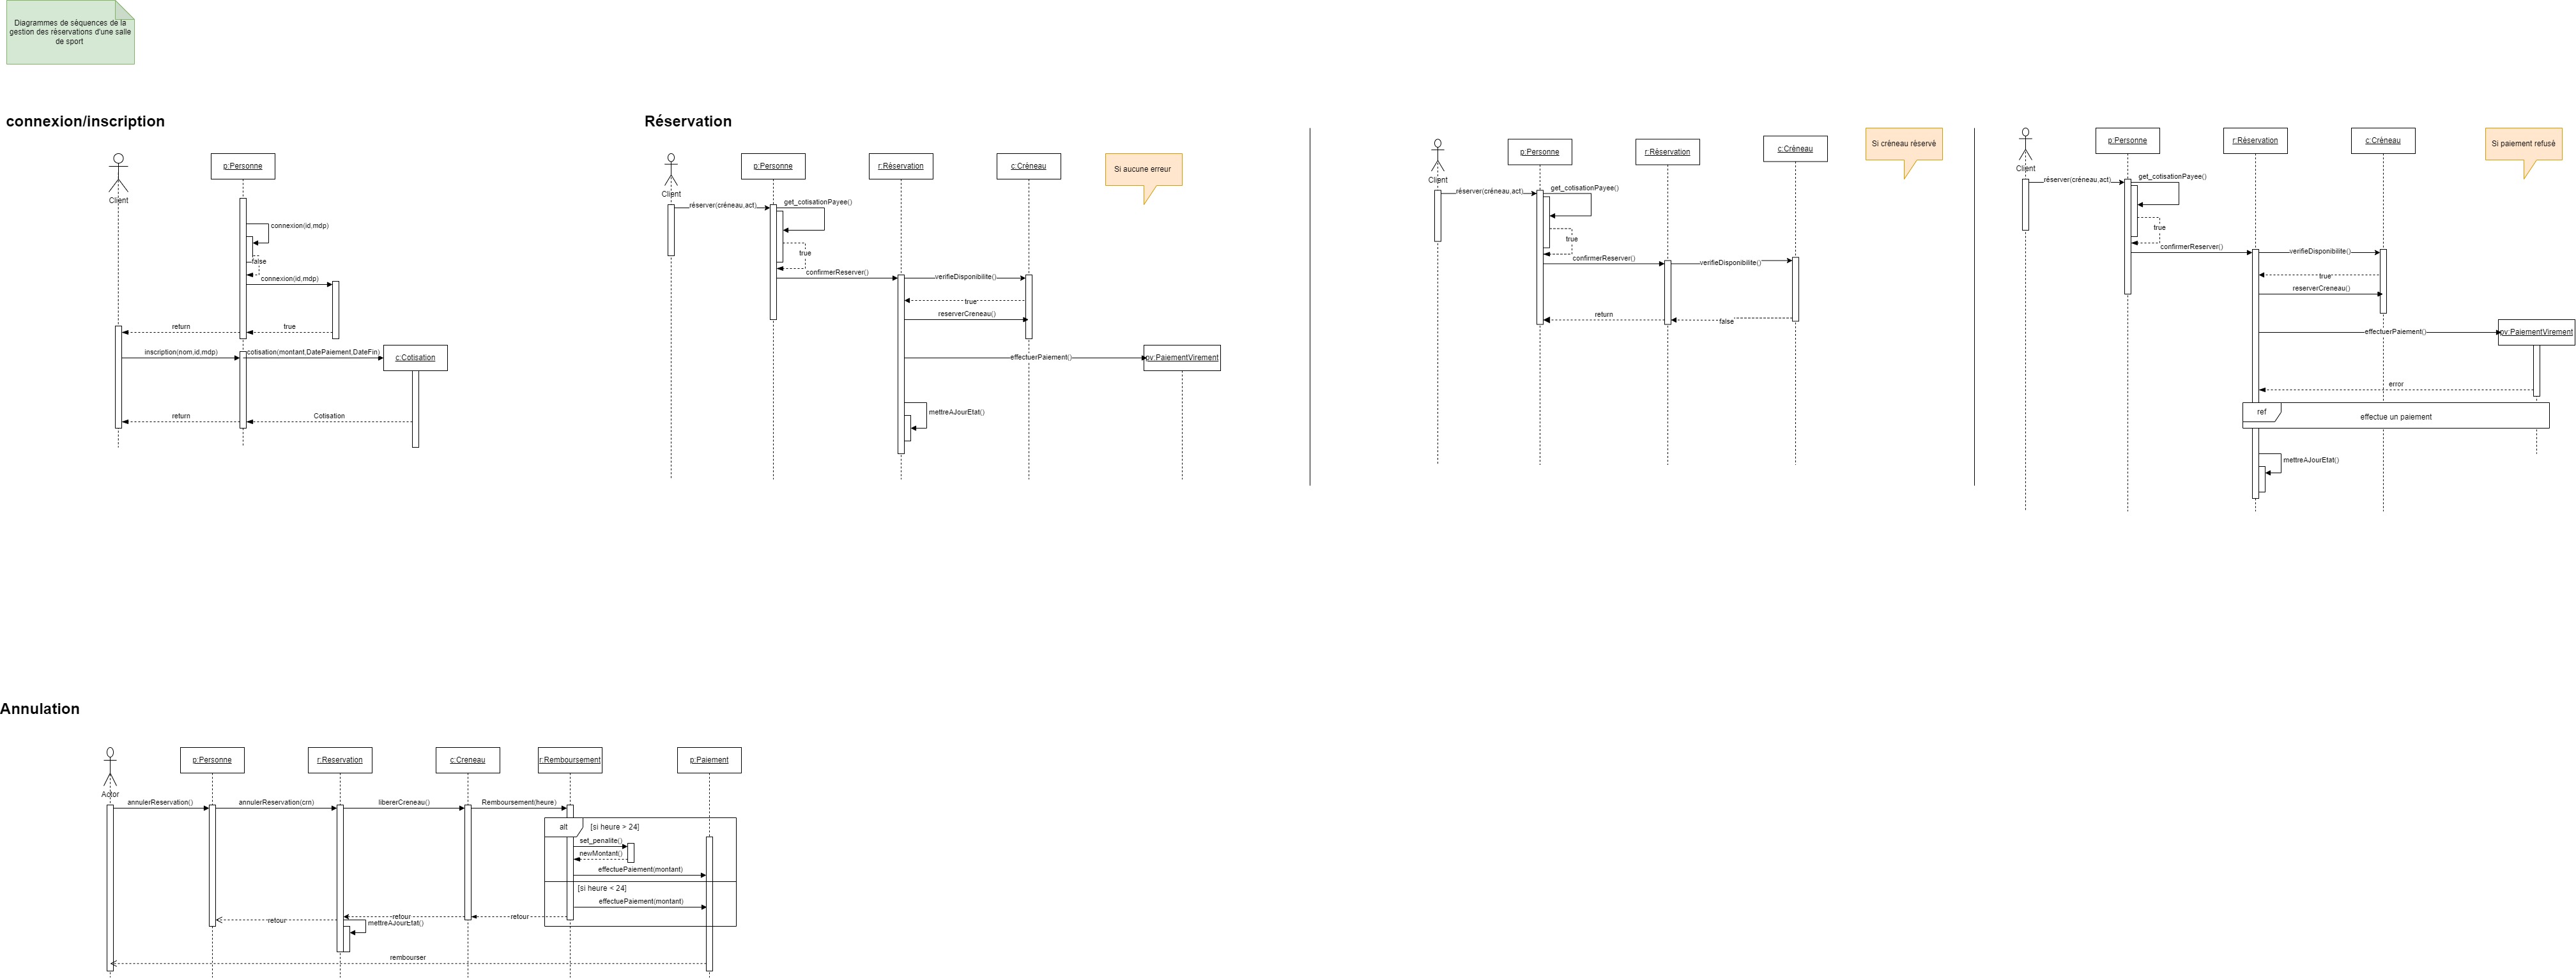 Diagrammes de séquences de la
gestion des réservations d'une salle
de sport
connexion/inscription
Client
p:Personne
connexion(id,mdp)
false
connexion(id,mdp)
true
return
inscription(nom,id,mdp)
cotisation(montant,DatePaiement,DateFin)
c:Cotisation
Cotisation
return
Réservation
Client
p:Personne
r:Réservation
c:Créneau
Si aucune erreur
réserver(créneau,act)
get_cotisationPayee()
true
confirmerReserver()
verifieDisponibilite()
true
reserverCreneau()
effectuerPaiement()
pv:PaiementVirement
mettreAJourEtat()
Client
p:Personne
r:Réservation
c:Créneau
Si créneau réservé
réserver(créneau,act)
get_cotisationPayee()
true
confirmerReserver()
verifieDisponibilite()
false
return
Client
p:Personne
r:Réservation
c:Créneau
Si paiement refusé
réserver(créneau,act)
get_cotisationPayee()
true
confirmerReserver()
verifieDisponibilite()
true
reserverCreneau()
effectuerPaiement()
pv:PaiementVirement
error
ref
effectue un paiement
mettreAJourEtat()
Annulation
Actor
p:Personne
r:Reservation
c:Creneau
r:Remboursement
p:Paiement
annulerReservation()
annulerReservation(crn)
libererCreneau()
Remboursement(heure)
alt
[si heure > 24]
set_penalite()
newMontant()
effectuePaiement(montant)
[si heure < 24]
effectuePaiement(montant)
retour
retour
retour
mettreAJourEtat()
rembourser